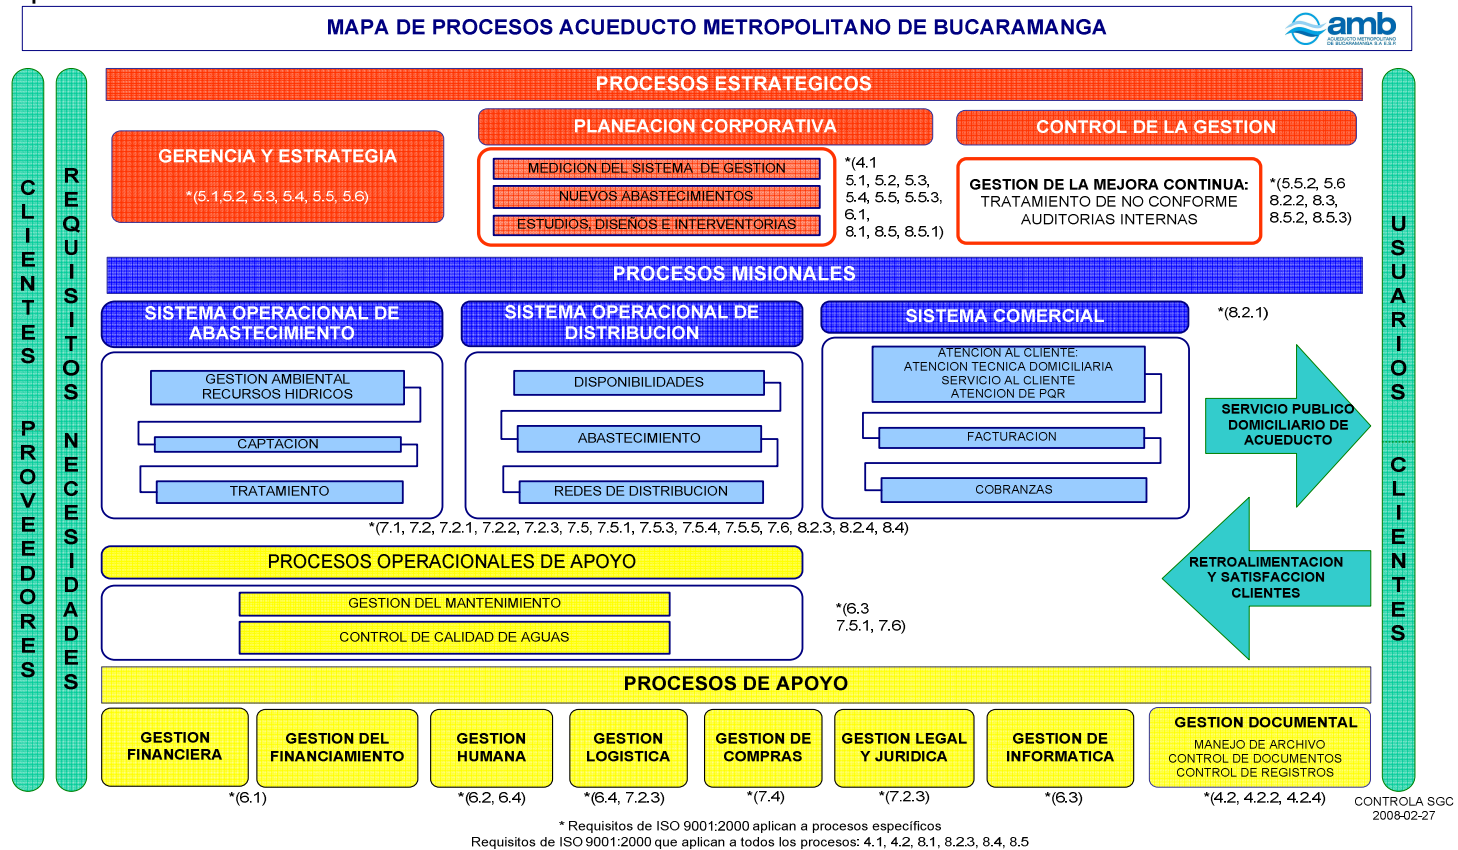 MAPA DE PROCESOS ACUEDUCTO METROPOLITANO DE BUCARAMANGA
amb
ACUEDUCTO METROPOLITANO
DE BUCARAMANGA S.A E.S.P.
CLIENTES PROVEEDORES
REQUISITOS NECESIDADES
PROCESOS ESTRATEGICOS
GERENCIA Y ESTRATEGIA
*(5.1,5.2, 5.3, 5.4, 5.5, 5.6)
PLANEACION CORPORATIVA
MEDICION DEL SISTEMA DE GESTION
NUEVOS ABASTECIMIENTOS
ESTUDIOS, DISEÑOS E INTERVENTORIAS
*(4.1
5.1, 5.2, 5.3,
5.4, 5.5, 5.5.3,
6.1,
8.1, 8.5, 8.5.1)
CONTROL DE LA GESTION
GESTION DE LA MEJORA CONTINUA:
TRATAMIENTO DE NO CONFORME
AUDITORIAS INTERNAS
*(5.5.2, 5.6
8.2.2, 8.3,
8.5.2, 8.5.3)
PROCESOS MISIONALES
SISTEMA OPERACIONAL DE
ABASTECIMIENTO
GESTION AMBIENTAL
RECURSOS HIDRICOS
CAPTACION
TRATAMIENTO
SISTEMA OPERACIONAL DE
DISTRIBUCION
DISPONIBILIDADES
ABASTECIMIENTO
REDES DE DISTRIBUCION
SISTEMA COMERCIAL
ATENCION AL CLIENTE:
ATENCION TECNICA DOMICILIARIA
SERVICIO AL CLIENTE
ATENCION DE PQR
FACTURACION
COBRANZAS
*(8.2.1)
SERVICIO PUBLICO
DOMICILIARIO DE
ACUEDUCTO
*(7.1, 7.2, 7.2.1, 7.2.2, 7.2.3, 7.5, 7.5.1, 7.5.3, 7.5.4, 7.5.5, 7.6, 8.2.3, 8.2.4, 8.4)
PROCESOS OPERACIONALES DE APOYO
GESTION DEL MANTENIMIENTO
CONTROL DE CALIDAD DE AGUAS
*(6.3
7.5.1, 7.6)
RETROALIMENTACION
Y SATISFACCION
CLIENTES
USUARIOS CLIENTES
PROCESOS DE APOYO
GESTION
FINANCIERA
GESTION DEL
FINANCIAMIENTO
*(6.1)
GESTION
HUMANA
*(6.2, 6.4)
GESTION
LOGISTICA
*(6.4, 7.2.3)
GESTION DE
COMPRAS
*(7.4)
GESTION LEGAL
Y JURIDICA
*(7.2.3)
GESTION DE
INFORMATICA
*(6.3)
GESTION DOCUMENTAL
MANEJO DE ARCHIVO
CONTROL DE DOCUMENTOS
CONTROL DE REGISTROS
*(4.2, 4.2.2, 4.2.4)
CONTROLA SGC
2008-02-27
* Requisitos de ISO 9001:2000 aplican a procesos específicos
Requisitos de ISO 9001:2000 que aplican a todos los procesos: 4.1, 4.2, 8.1, 8.2.3, 8.4, 8.5